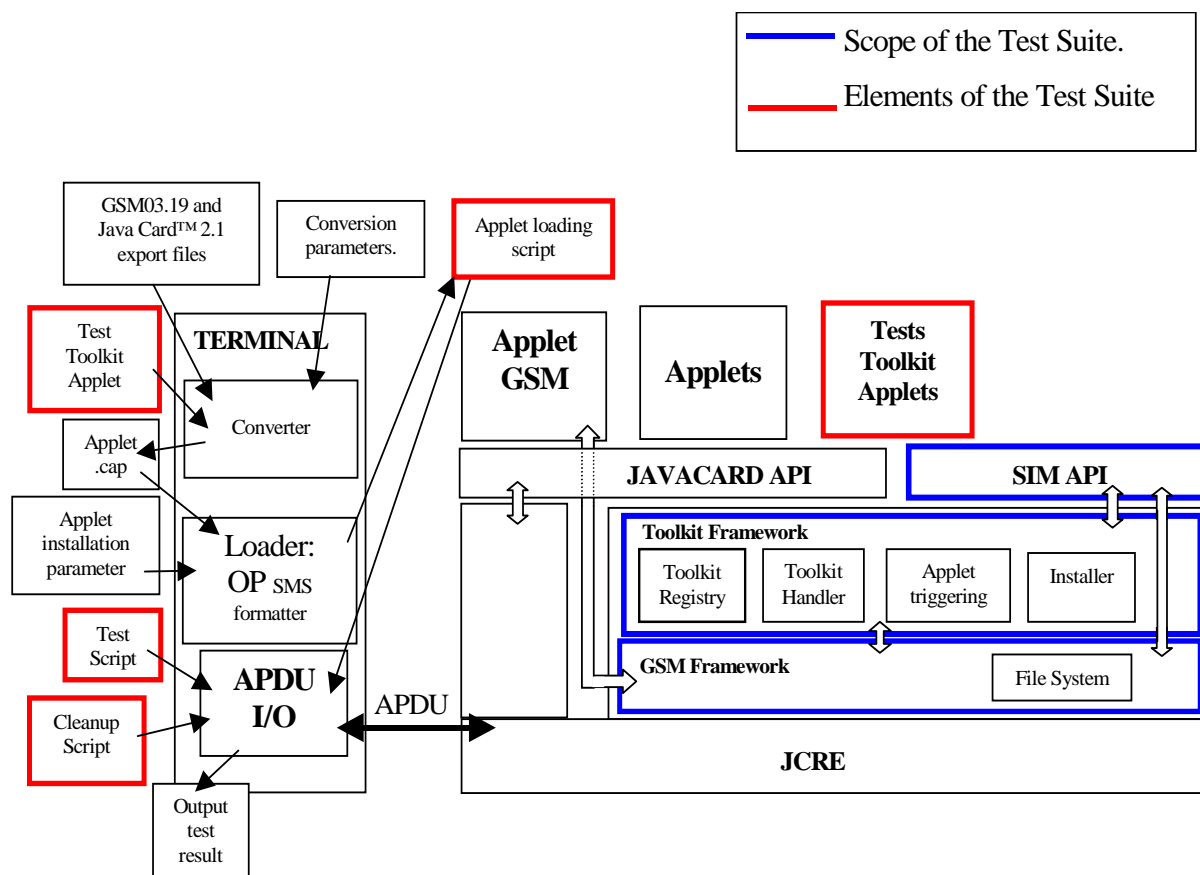 Scope of the Test Suite.
Elements of the Test Suite
GSM03.19 and
Java Card™ 2.1
export files
Conversion
parameters.
Applet loading
script
Test
Toolkit
Applet
TERMINAL
Converter
Applet
.cap
Applet
installation
parameter
Loader:
OP SMS
formatter
Test
Script
Cleanup
Script
APDU
I/O
Output
test
result
APDU
Applet
GSM
Applets
Tests
Toolkit
Applets
JAVACARD API
SIM API
Toolkit Framework
Toolkit
Registry
Toolkit
Handler
Applet
triggering
Installer
GSM Framework
File System
JCRE